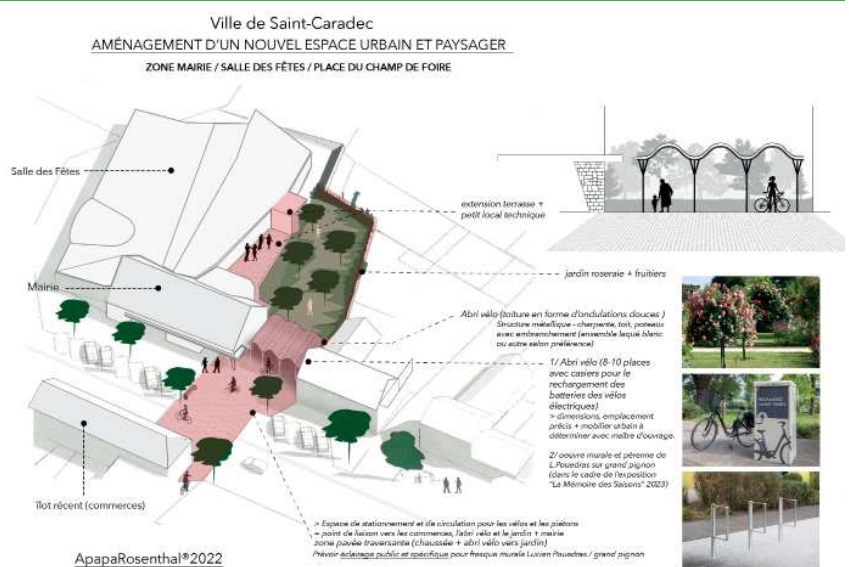 Ville de Saint-Caradec
AMÉNAGEMENT D'UN NOUVEL ESPACE URBAIN ET PAYSAGER
ZONE MAIRIE / SALLE DES FÊTES / PLACE DU CHAMP DE FOIRE
Salle des Fêtes
extension terrasse +
petit local technique
jardin roseraie + fruitiers
Mairie
Abri vélo (toiture en forme d'ondulations douces )
Structure métallique - charpente, toit, poteaux
avec embranchement (ensemble laqué blanc
ou autre selon préférence)
1/ Abri vélo (8-10 places
avec casiers pour le
rechargement des
batteries des vélos
électriques)
> dimensions, emplacement
précis + mobilier urbain à
déterminer avec maître d'ouvrage.
2/ oeuvre murale et pérenne de
L.Pouedras sur grand pignon
(dans le cadre de l'exposition
"La Mémoire des Saisons" 2023)
îlot récent (commerces)
> Espace de stationnement et de circulation pour les vélos et les piétons
= point de liaison vers les commerces, l'abri vélo et le jardin + mairie
zone pavée traversante (chaussée + abri vélo vers jardin)
Prévoir éclairage public et spécifique pour fresque murale Lucien Pouedras / grand pignon
ApapaRosenthal®2022